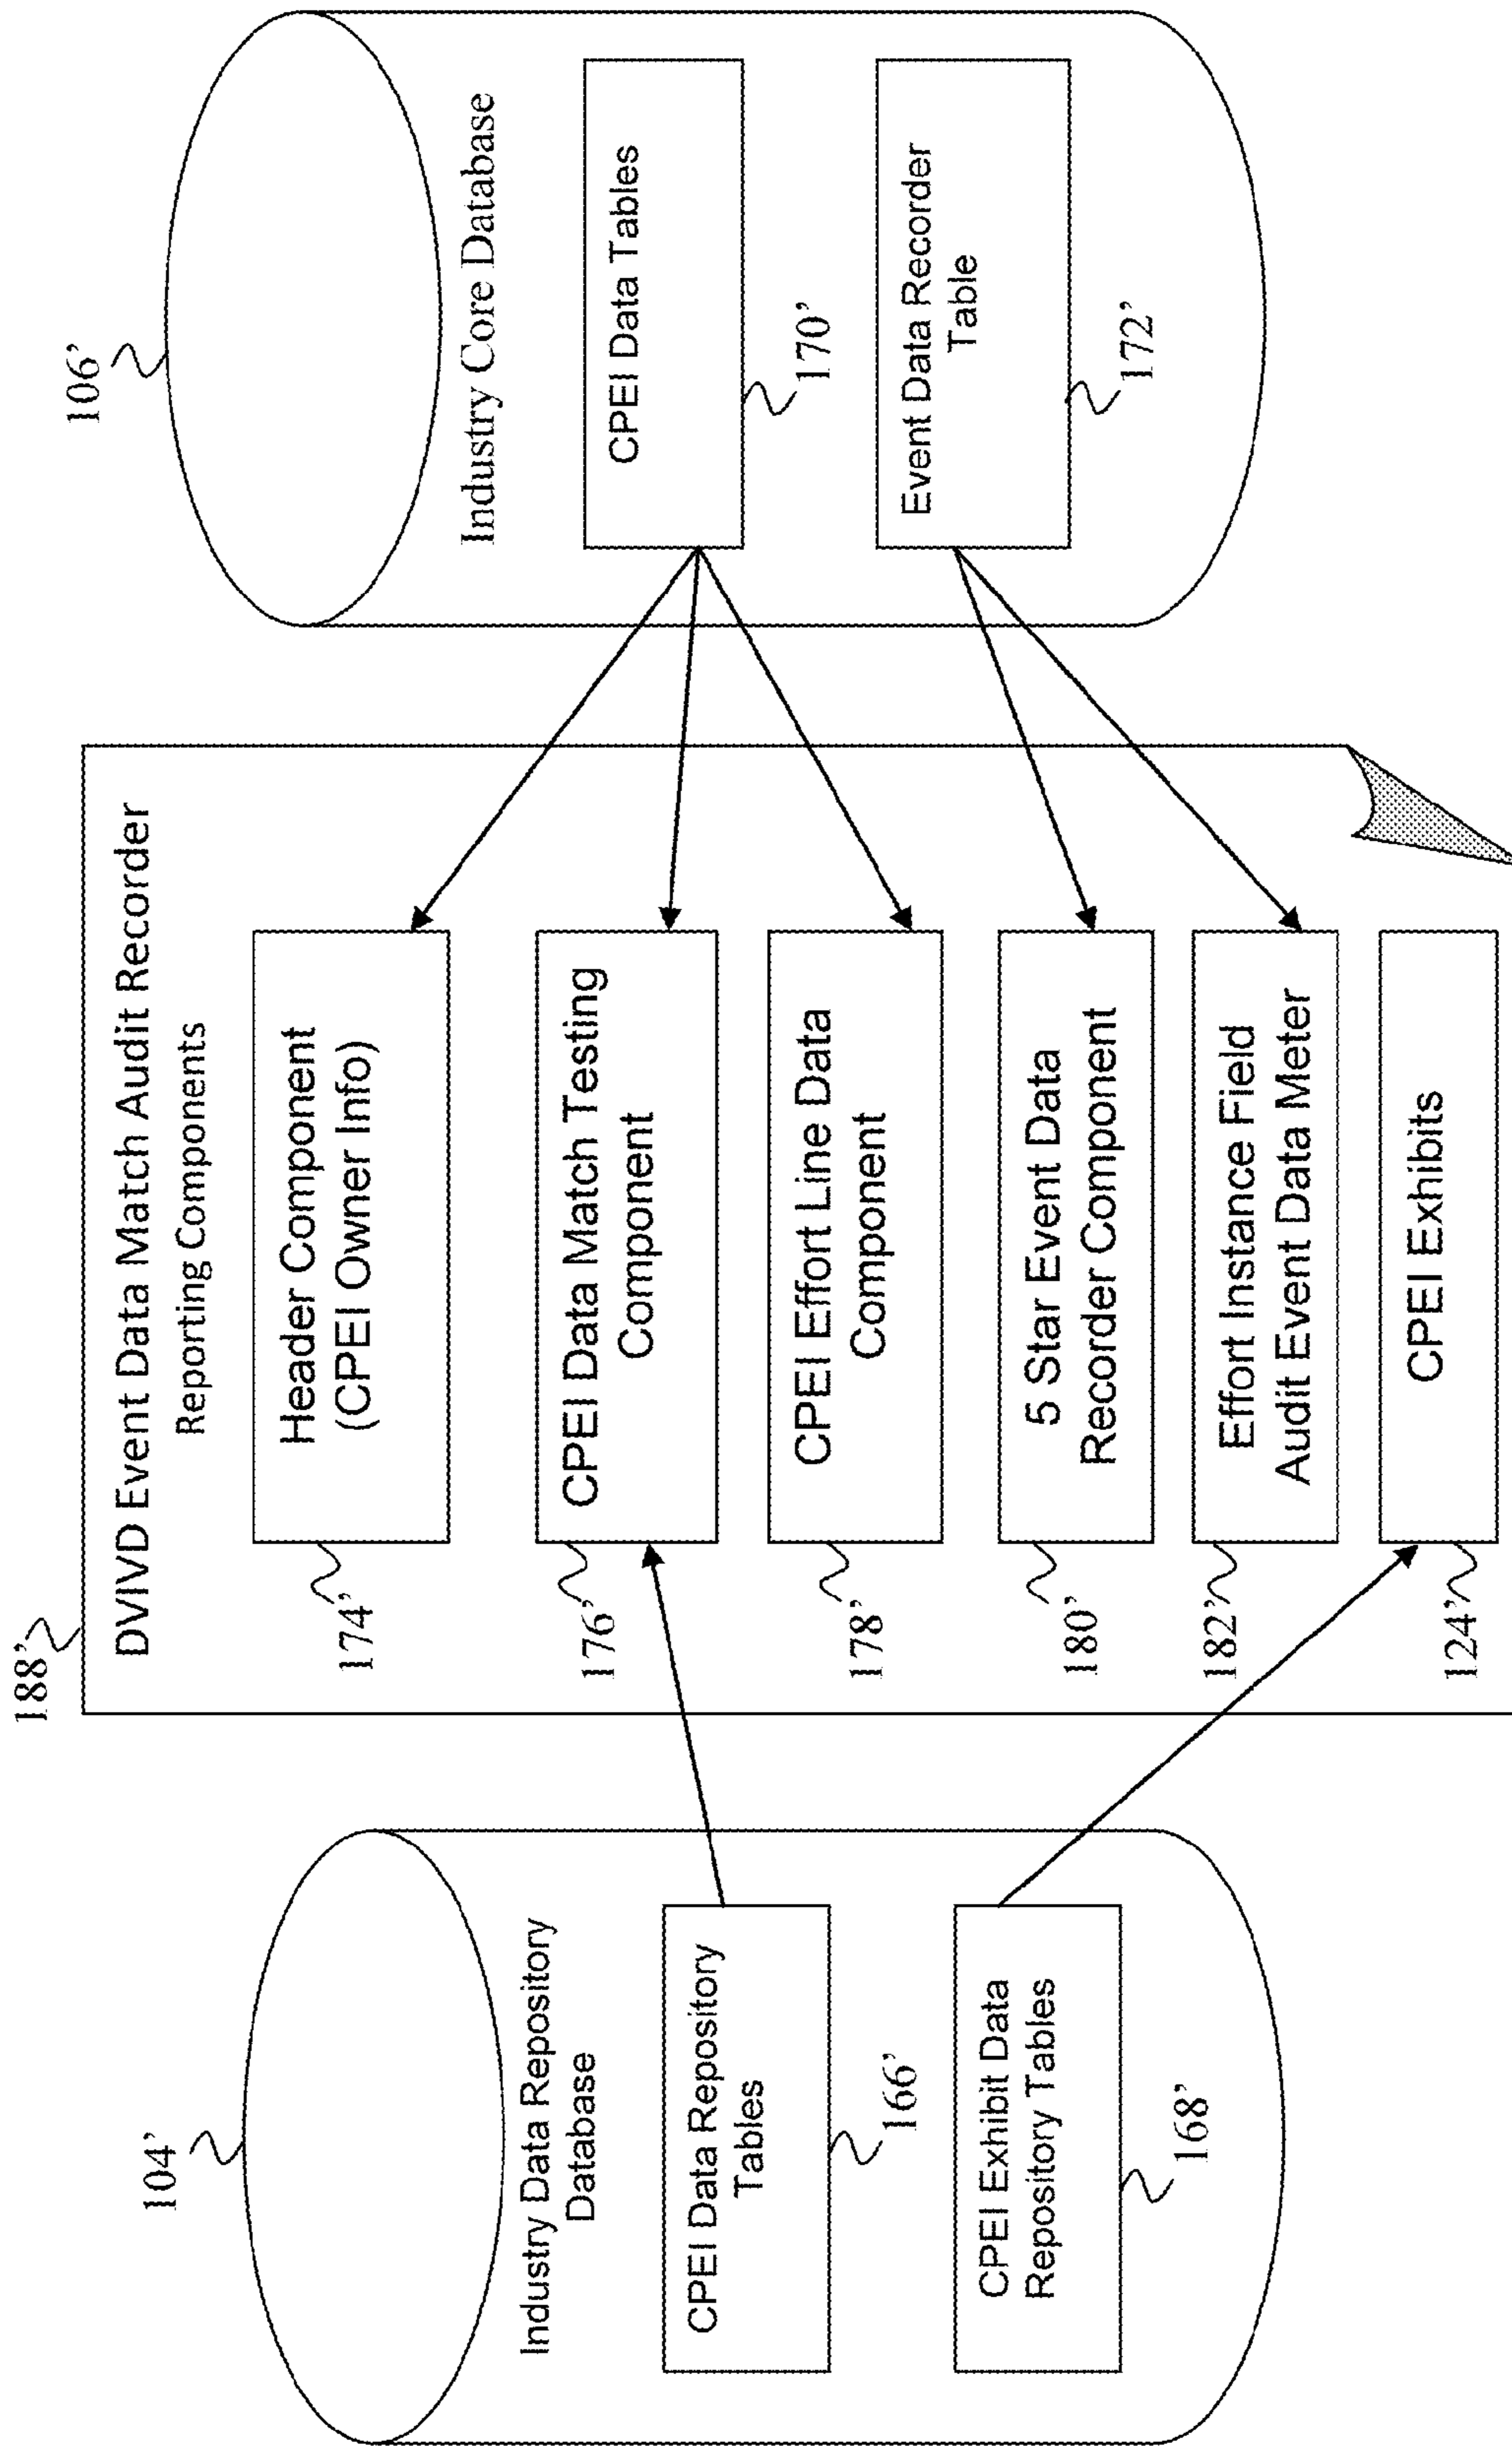 188’
DVIVD Event Data Match Audit Recorder
Reporting Components
104’
Industry Data Repository
Database
CPEI Data Repository
Tables
166’
CPEI Exhibit Data
Repository Tables
168’
Header Component
(CPEI Owner Info)
174’
CPEI Data Match Testing
Component
176’
CPEI Effort Line Data
Component
178’
5 Star Event Data
Recorder Component
180’
Effort Instance Field
Audit Event Data Meter
182’
CPEI Exhibits
124’
106’
Industry Core Database
CPEI Data Tables
170’
Event Data Recorder
Table
172’